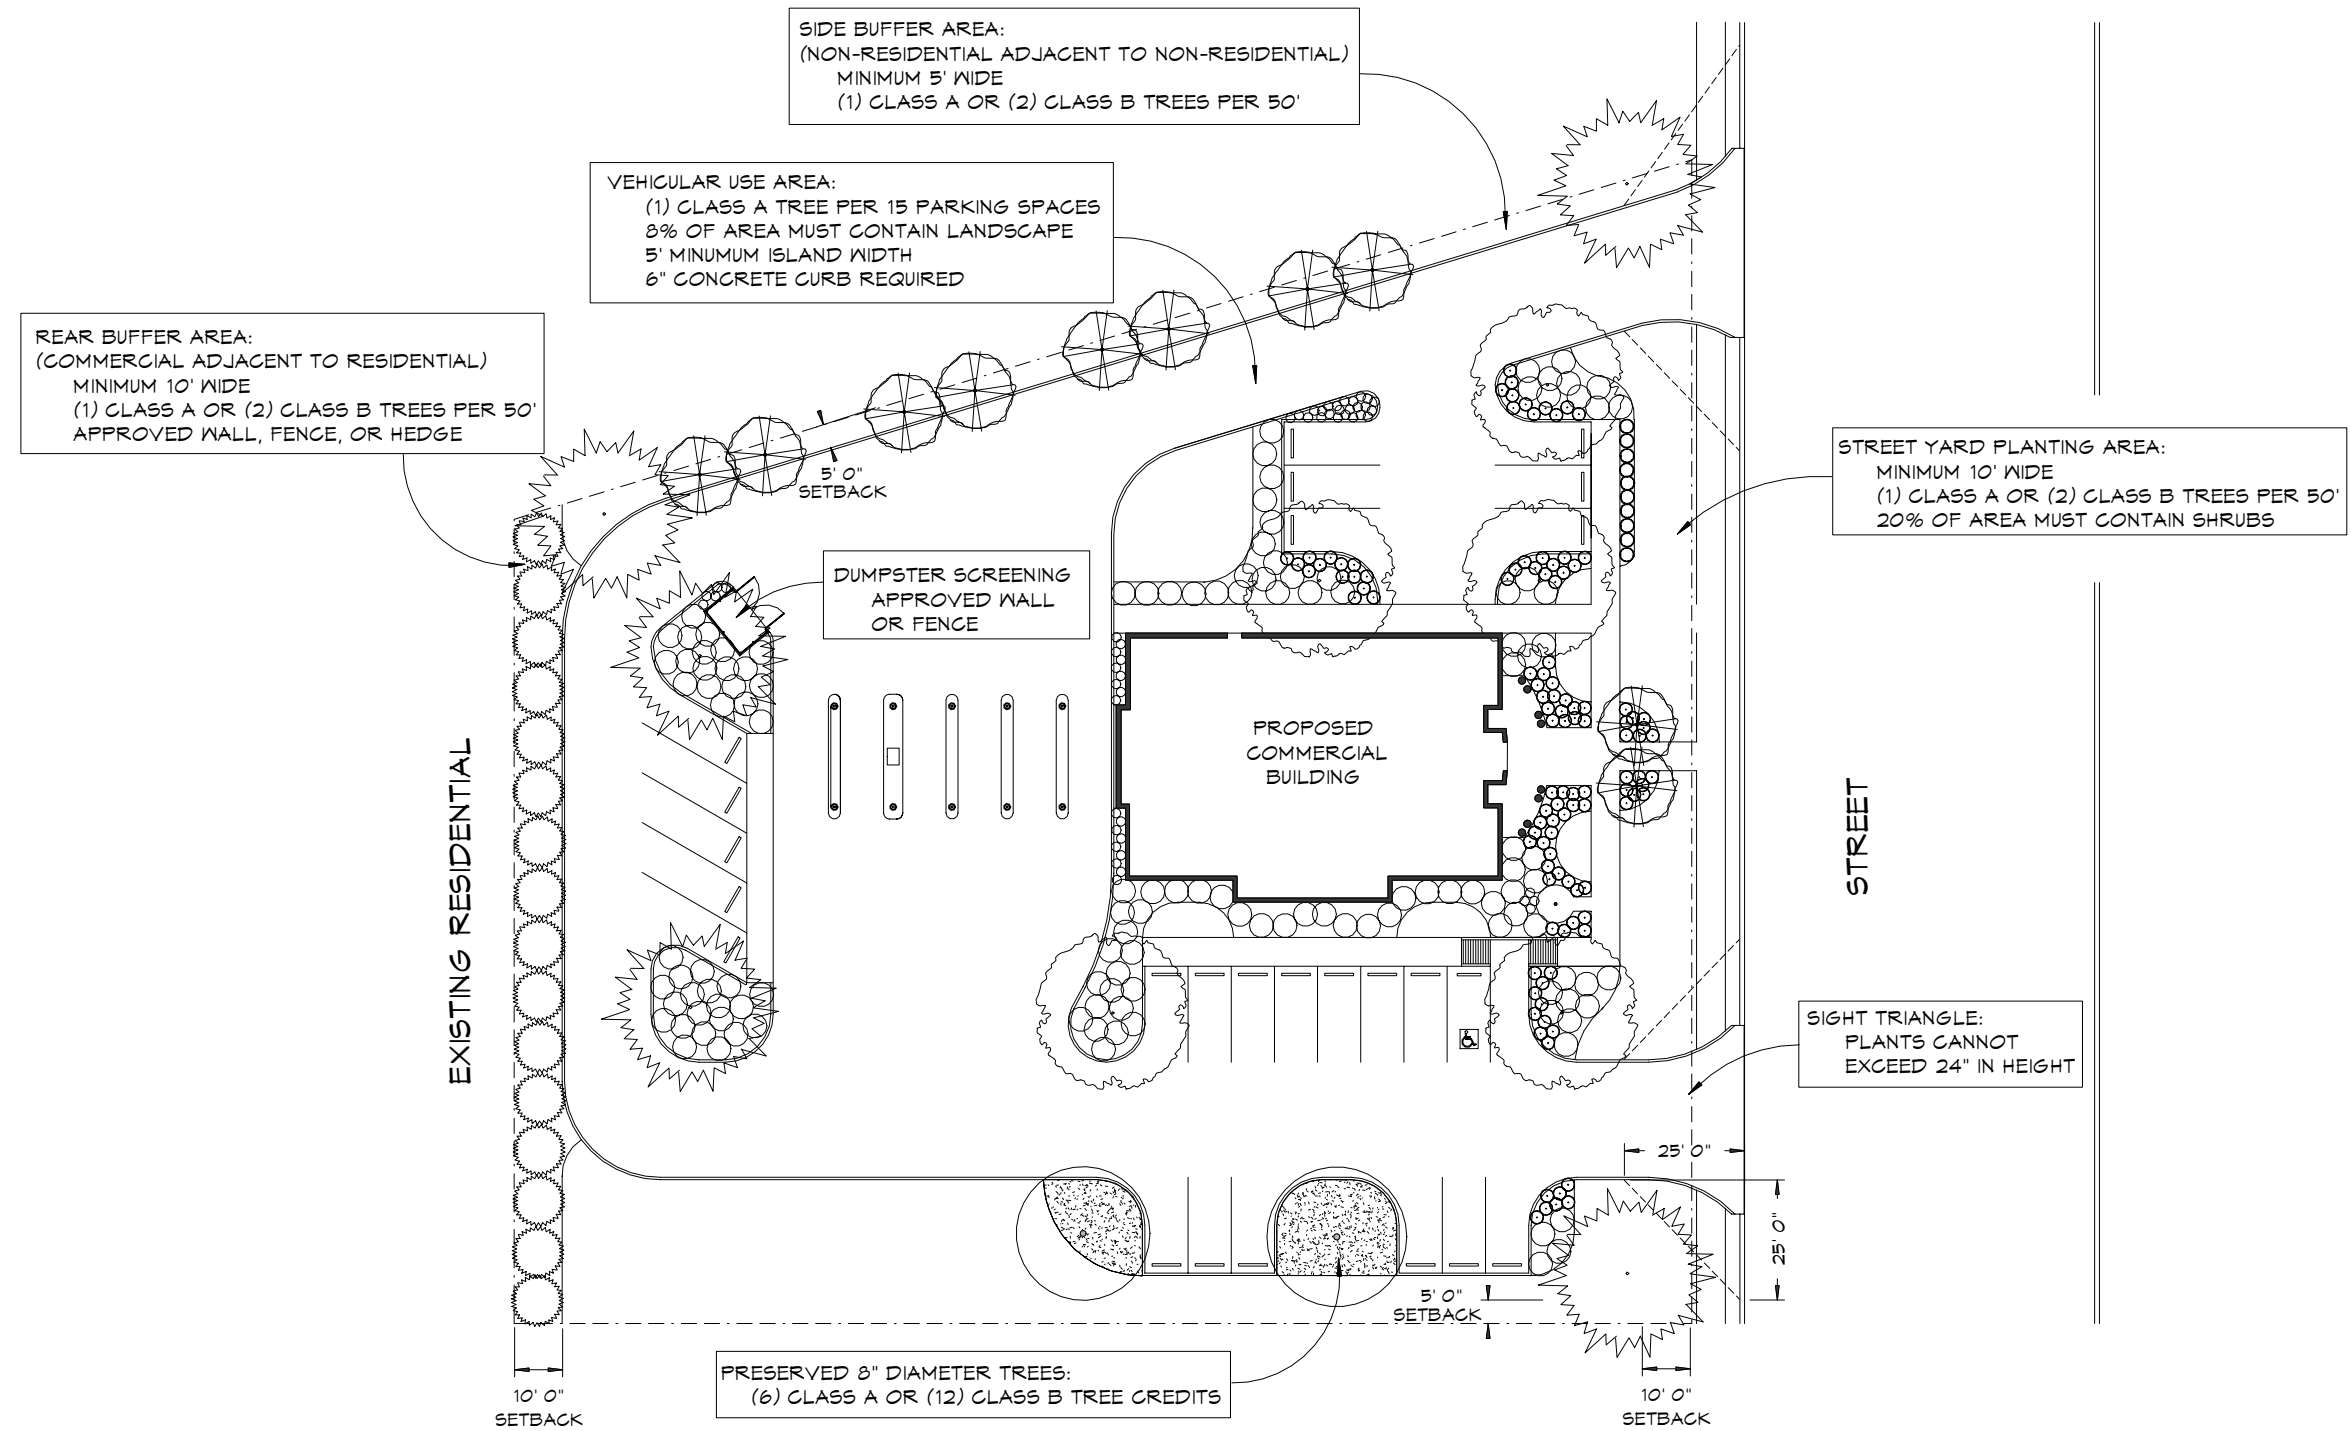 SIDE BUFFER AREA:
(NON-RESIDENTIAL ADJACENT TO NON-RESIDENTIAL)
MINIMUM 5' WIDE
(1) CLASS A OR (2) CLASS B TREES PER 50'
VEHICULAR USE AREA:
(1) CLASS A TREE PER 15 PARKING SPACES
8% OF AREA MUST CONTAIN LANDSCAPE
5' MINUMUM ISLAND WIDTH
6" CONCRETE CURB REQUIRED
REAR BUFFER AREA:
(COMMERCIAL ADJACENT TO RESIDENTIAL)
MINIMUM 10' WIDE
(1) CLASS A OR (2) CLASS B TREES PER 50'
APPROVED WALL, FENCE, OR HEDGE
STREET YARD PLANTING AREA:
MINIMUM 10' WIDE
(1) CLASS A OR (2) CLASS B TREES PER 50'
20% OF AREA MUST CONTAIN SHRUBS
5' 0"
SETBACK
DUMPSTER SCREENING
APPROVED WALL
OR FENCE
PROPOSED
COMMERCIAL
BUILDING
EXISTING RESIDENTIAL
STREET
SIGHT TRIANGLE:
PLANTS CANNOT
EXCEED 24" IN HEIGHT
25' 0"
25' 0"
5' 0"
SETBACK
PRESERVED 8" DIAMETER TREES:
(6) CLASS A OR (12) CLASS B TREE CREDITS
10' 0"
SETBACK
10' 0"
SETBACK